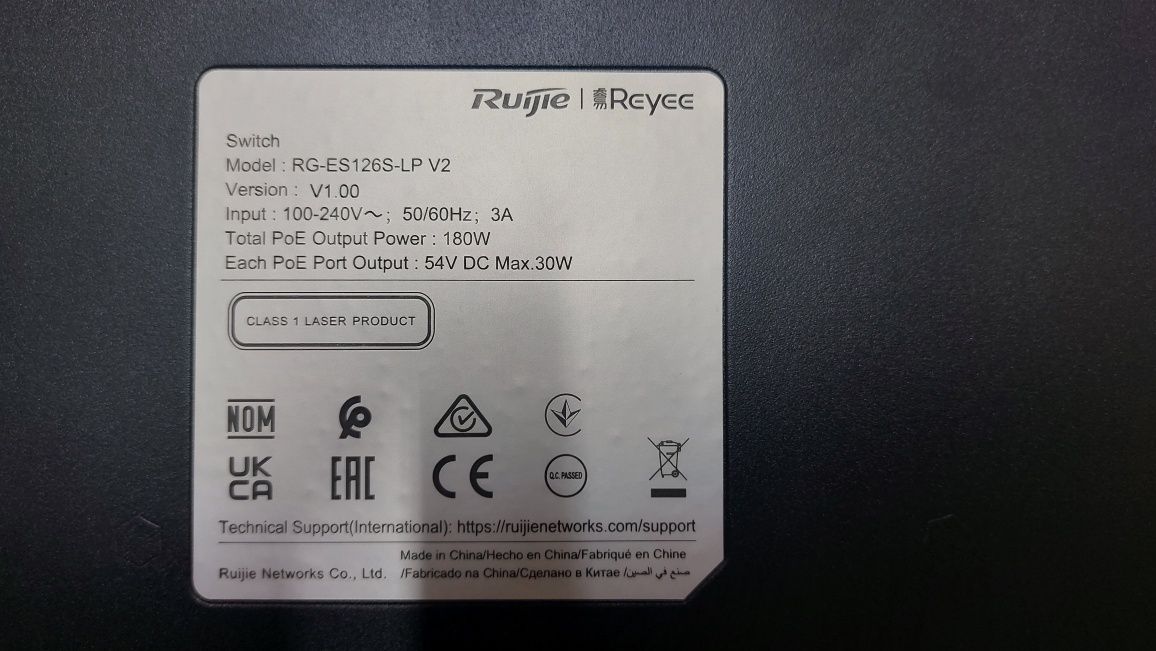 Ruijie | Reyee
Switch
Model : RG-ES126S-LP V2
Version : V1.00
Input : 100-240V～; 50/60Hz; 3A
Total PoE Output Power : 180W
Each PoE Port Output : 54V DC Max.30W
CLASS 1 LASER PRODUCT
NOM
UK
CA
EAC
CE
Q.C. PASSED
Technical Support(International): https://ruijienetworks.com/support
Made in China/Hecho en China/Fabriqué en Chine
Ruijie Networks Co., Ltd. /Fabricado na China/Сделано в Китае /صنع في الصين